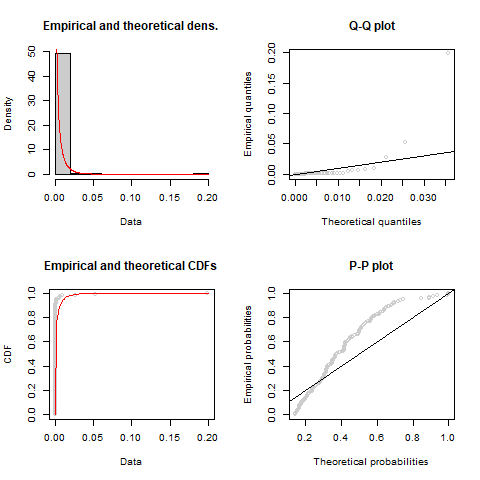 Empirical and theoretical dens.
Density
0 10 20 30 40 50
0.00 0.05 0.10 0.15 0.20
Data
Q-Q plot
Empirical quantiles
0.00 0.05 0.10 0.15 0.20
0.000 0.010 0.020 0.030
Theoretical quantiles
Empirical and theoretical CDFs
CDF
0.0 0.2 0.4 0.6 0.8 1.0
0.00 0.05 0.10 0.15 0.20
Data
P-P plot
Empirical probabilities
0.0 0.2 0.4 0.6 0.8 1.0
0.2 0.4 0.6 0.8 1.0
Theoretical probabilities